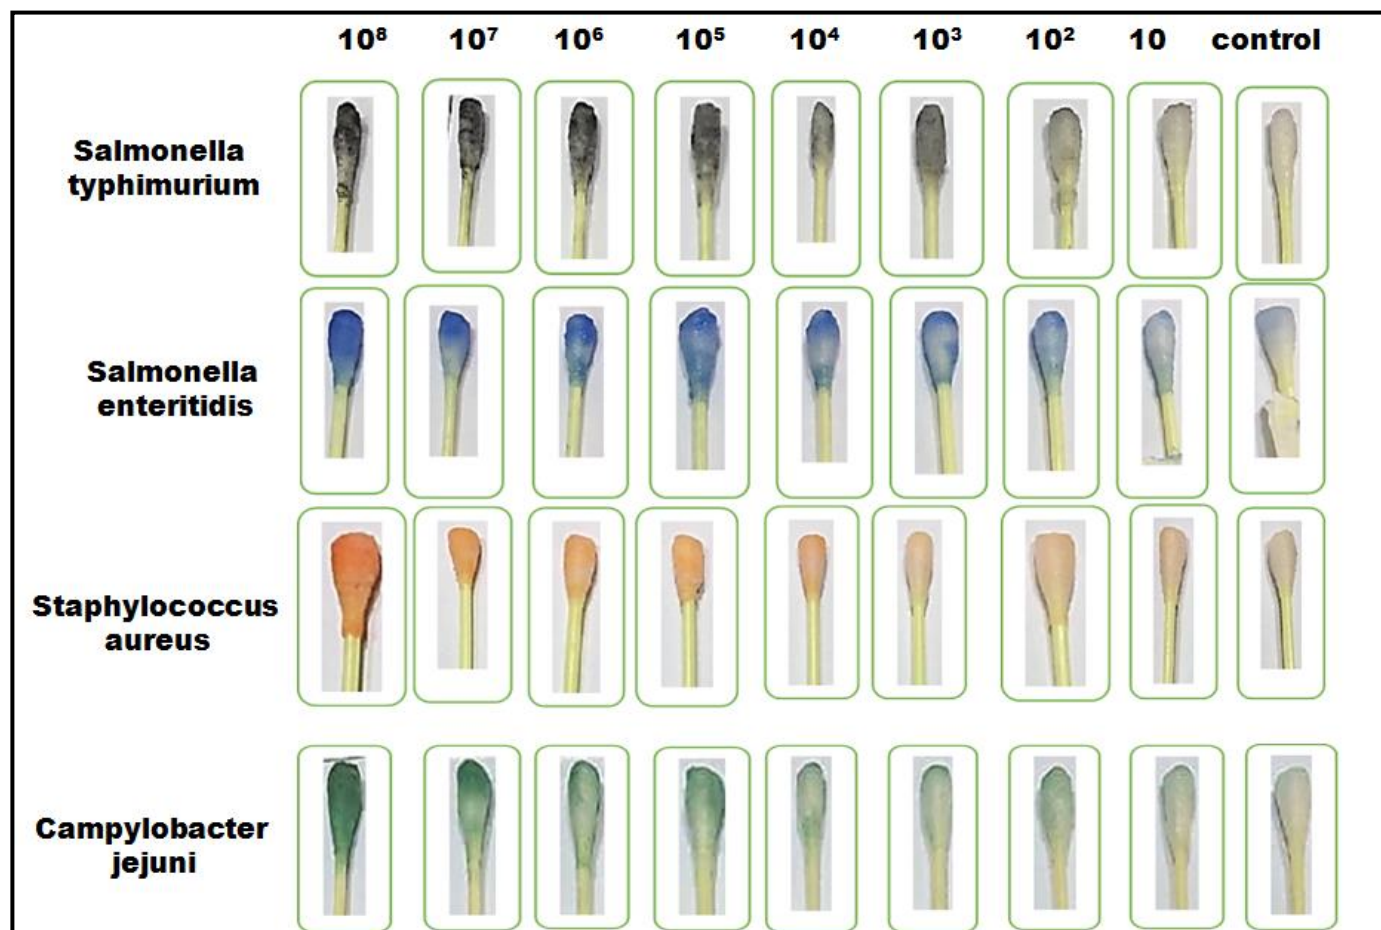 10⁸ 10⁷ 10⁶ 10⁵ 10⁴ 10³ 10² 10 control
Salmonella
typhimurium
Salmonella
enteritidis
Staphylococcus
aureus
Campylobacter
jejuni